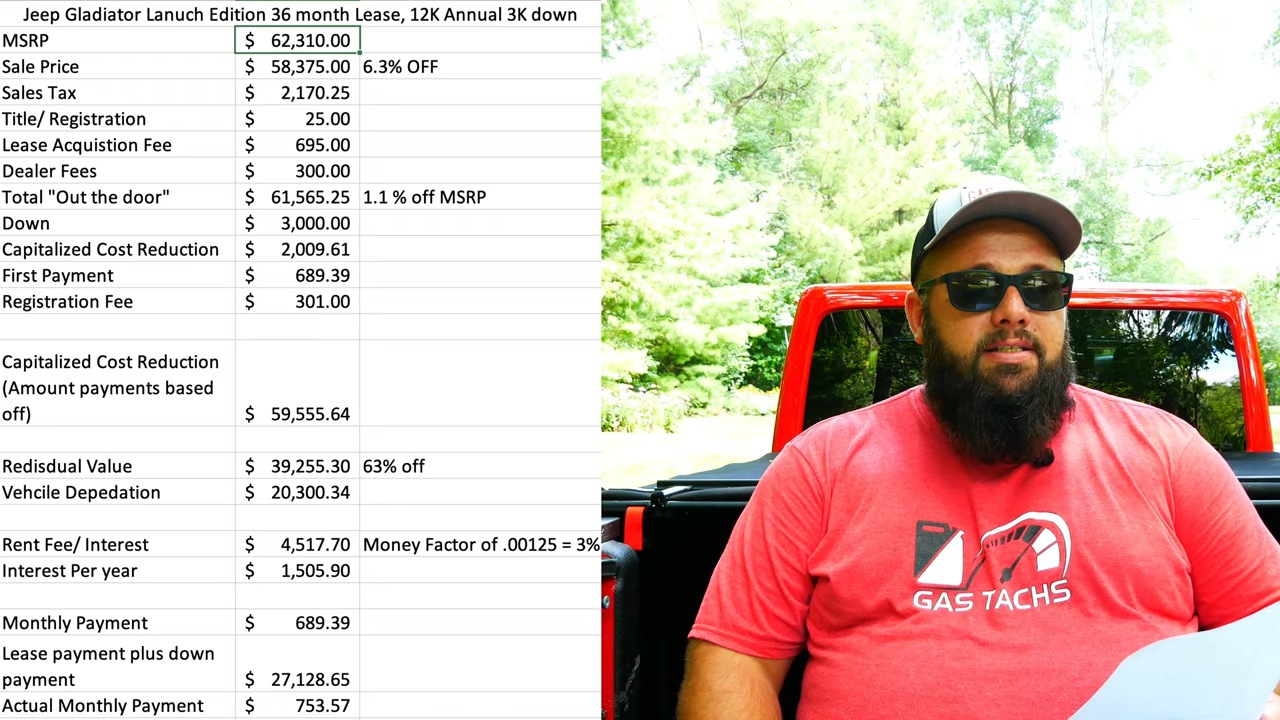 Jeep Gladiator Lanuch Edition 36 month Lease, 12K Annual 3K down
MSRP $ 62,310.00
Sale Price $ 58,375.00 6.3% OFF
Sales Tax $ 2,170.25
Title/ Registration $ 25.00
Lease Acquistion Fee $ 695.00
Dealer Fees $ 300.00
Total "Out the door" $ 61,565.25 1.1 % off MSRP
Down $ 3,000.00
Capitalized Cost Reduction $ 2,009.61
First Payment $ 689.39
Registration Fee $ 301.00
Capitalized Cost Reduction
(Amount payments based
off) $ 59,555.64
Redisdual Value $ 39,255.30 63% off
Vehcile Depedation $ 20,300.34
Rent Fee/ Interest $ 4,517.70 Money Factor of .00125 = 3%
Interest Per year $ 1,505.90
Monthly Payment $ 689.39
Lease payment plus down
payment $ 27,128.65
Actual Monthly Payment $ 753.57
GAS
GAS TACHS